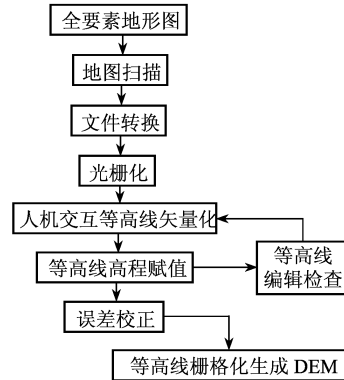 全要素地形图
地图扫描
文件转换
光栅化
人机交互等高线矢量化
等高线高程赋值
等高线
编辑检查
误差校正
等高线栅格化生成 DEM